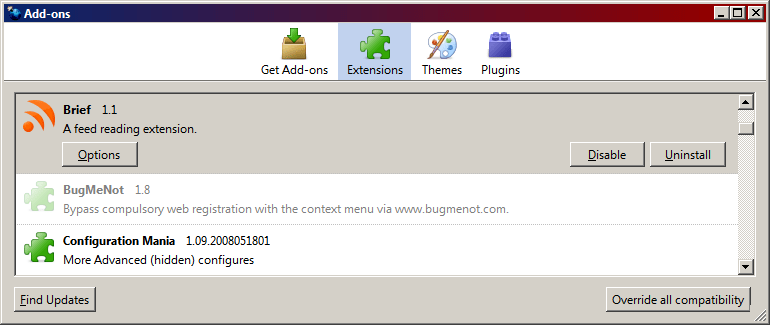 Add-ons
Get Add-ons Extensions Themes Plugins
Brief 1.1
A feed reading extension.
Options Disable Uninstall
BugMeNot 1.8
Bypass compulsory web registration with the context menu via www.bugmenot.com.
Configuration Mania 1.09.2008051801
More Advanced (hidden) configures
Find Updates Override all compatibility